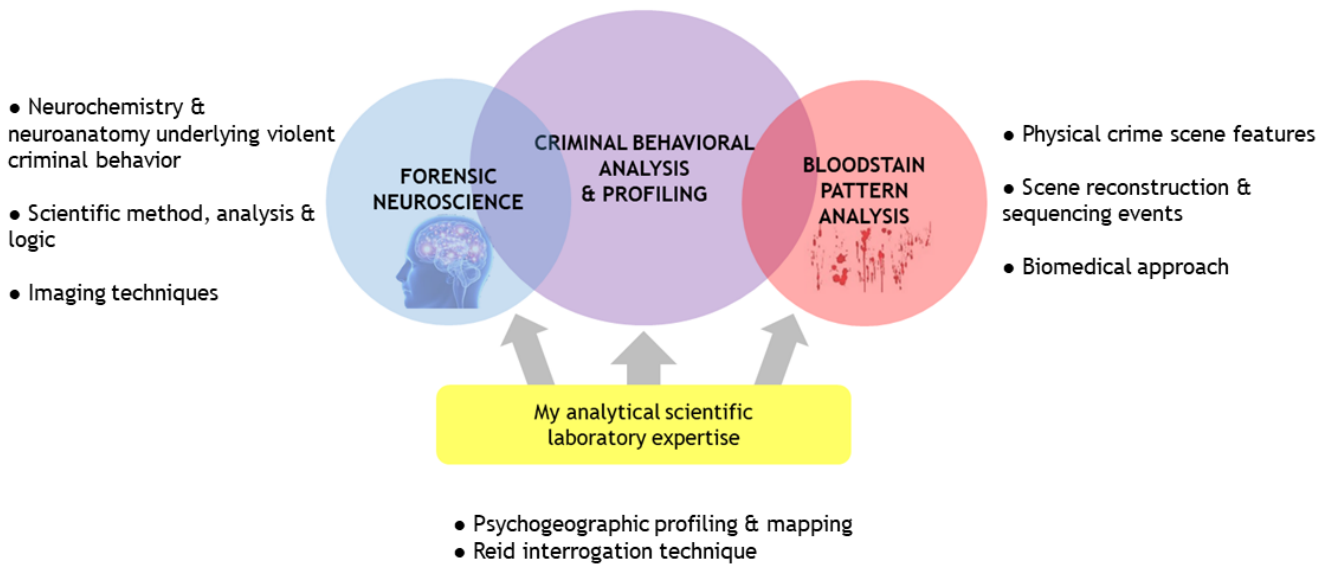 ● Neurochemistry &
neuroanatomy underlying violent
criminal behavior
● Scientific method, analysis &
logic
● Imaging techniques
FORENSIC
NEUROSCIENCE
CRIMINAL BEHAVIORAL
ANALYSIS
& PROFILING
BLOODSTAIN
PATTERN
ANALYSIS
● Physical crime scene features
● Scene reconstruction &
sequencing events
● Biomedical approach
My analytical scientific
laboratory expertise
● Psychogeographic profiling & mapping
● Reid interrogation technique